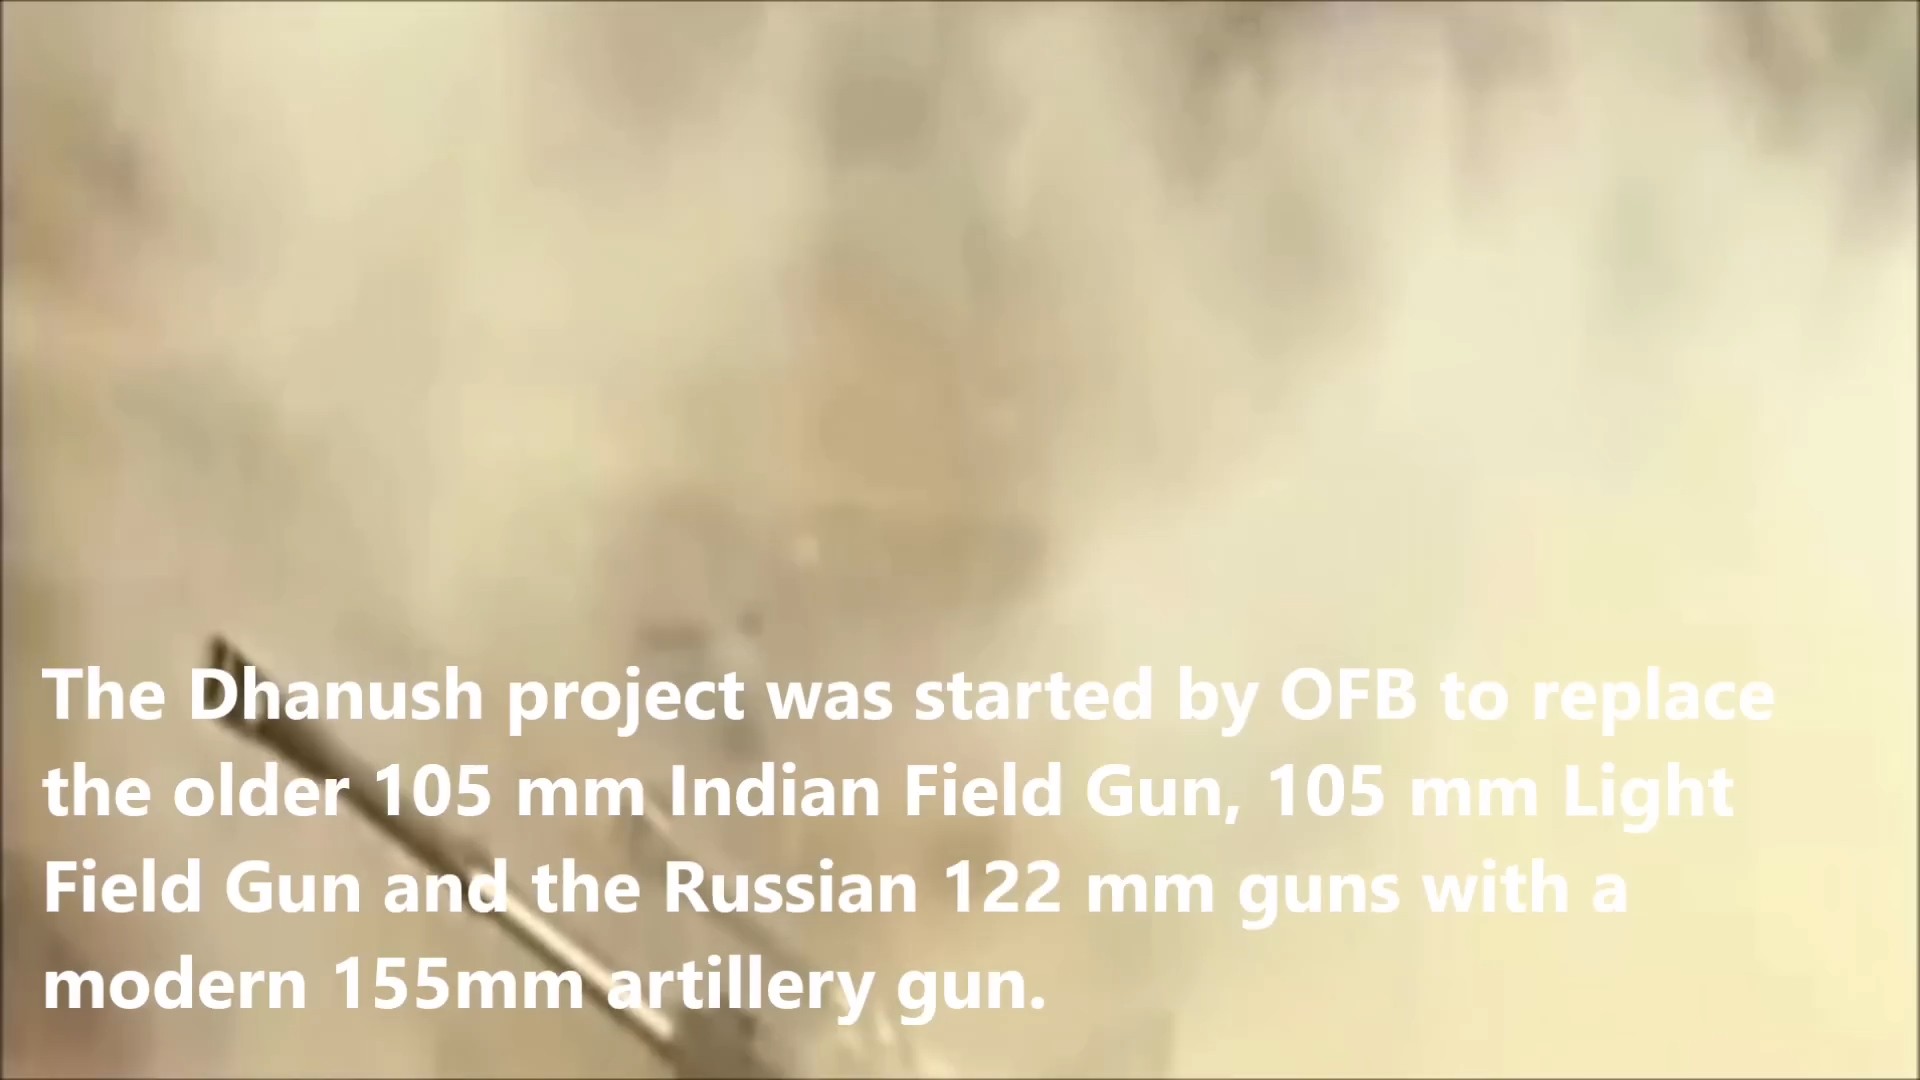 The Dhanush project was started by OFB to replace
the older 105 mm Indian Field Gun, 105 mm Light
Field Gun and the Russian 122 mm guns with a
modern 155mm artillery gun.